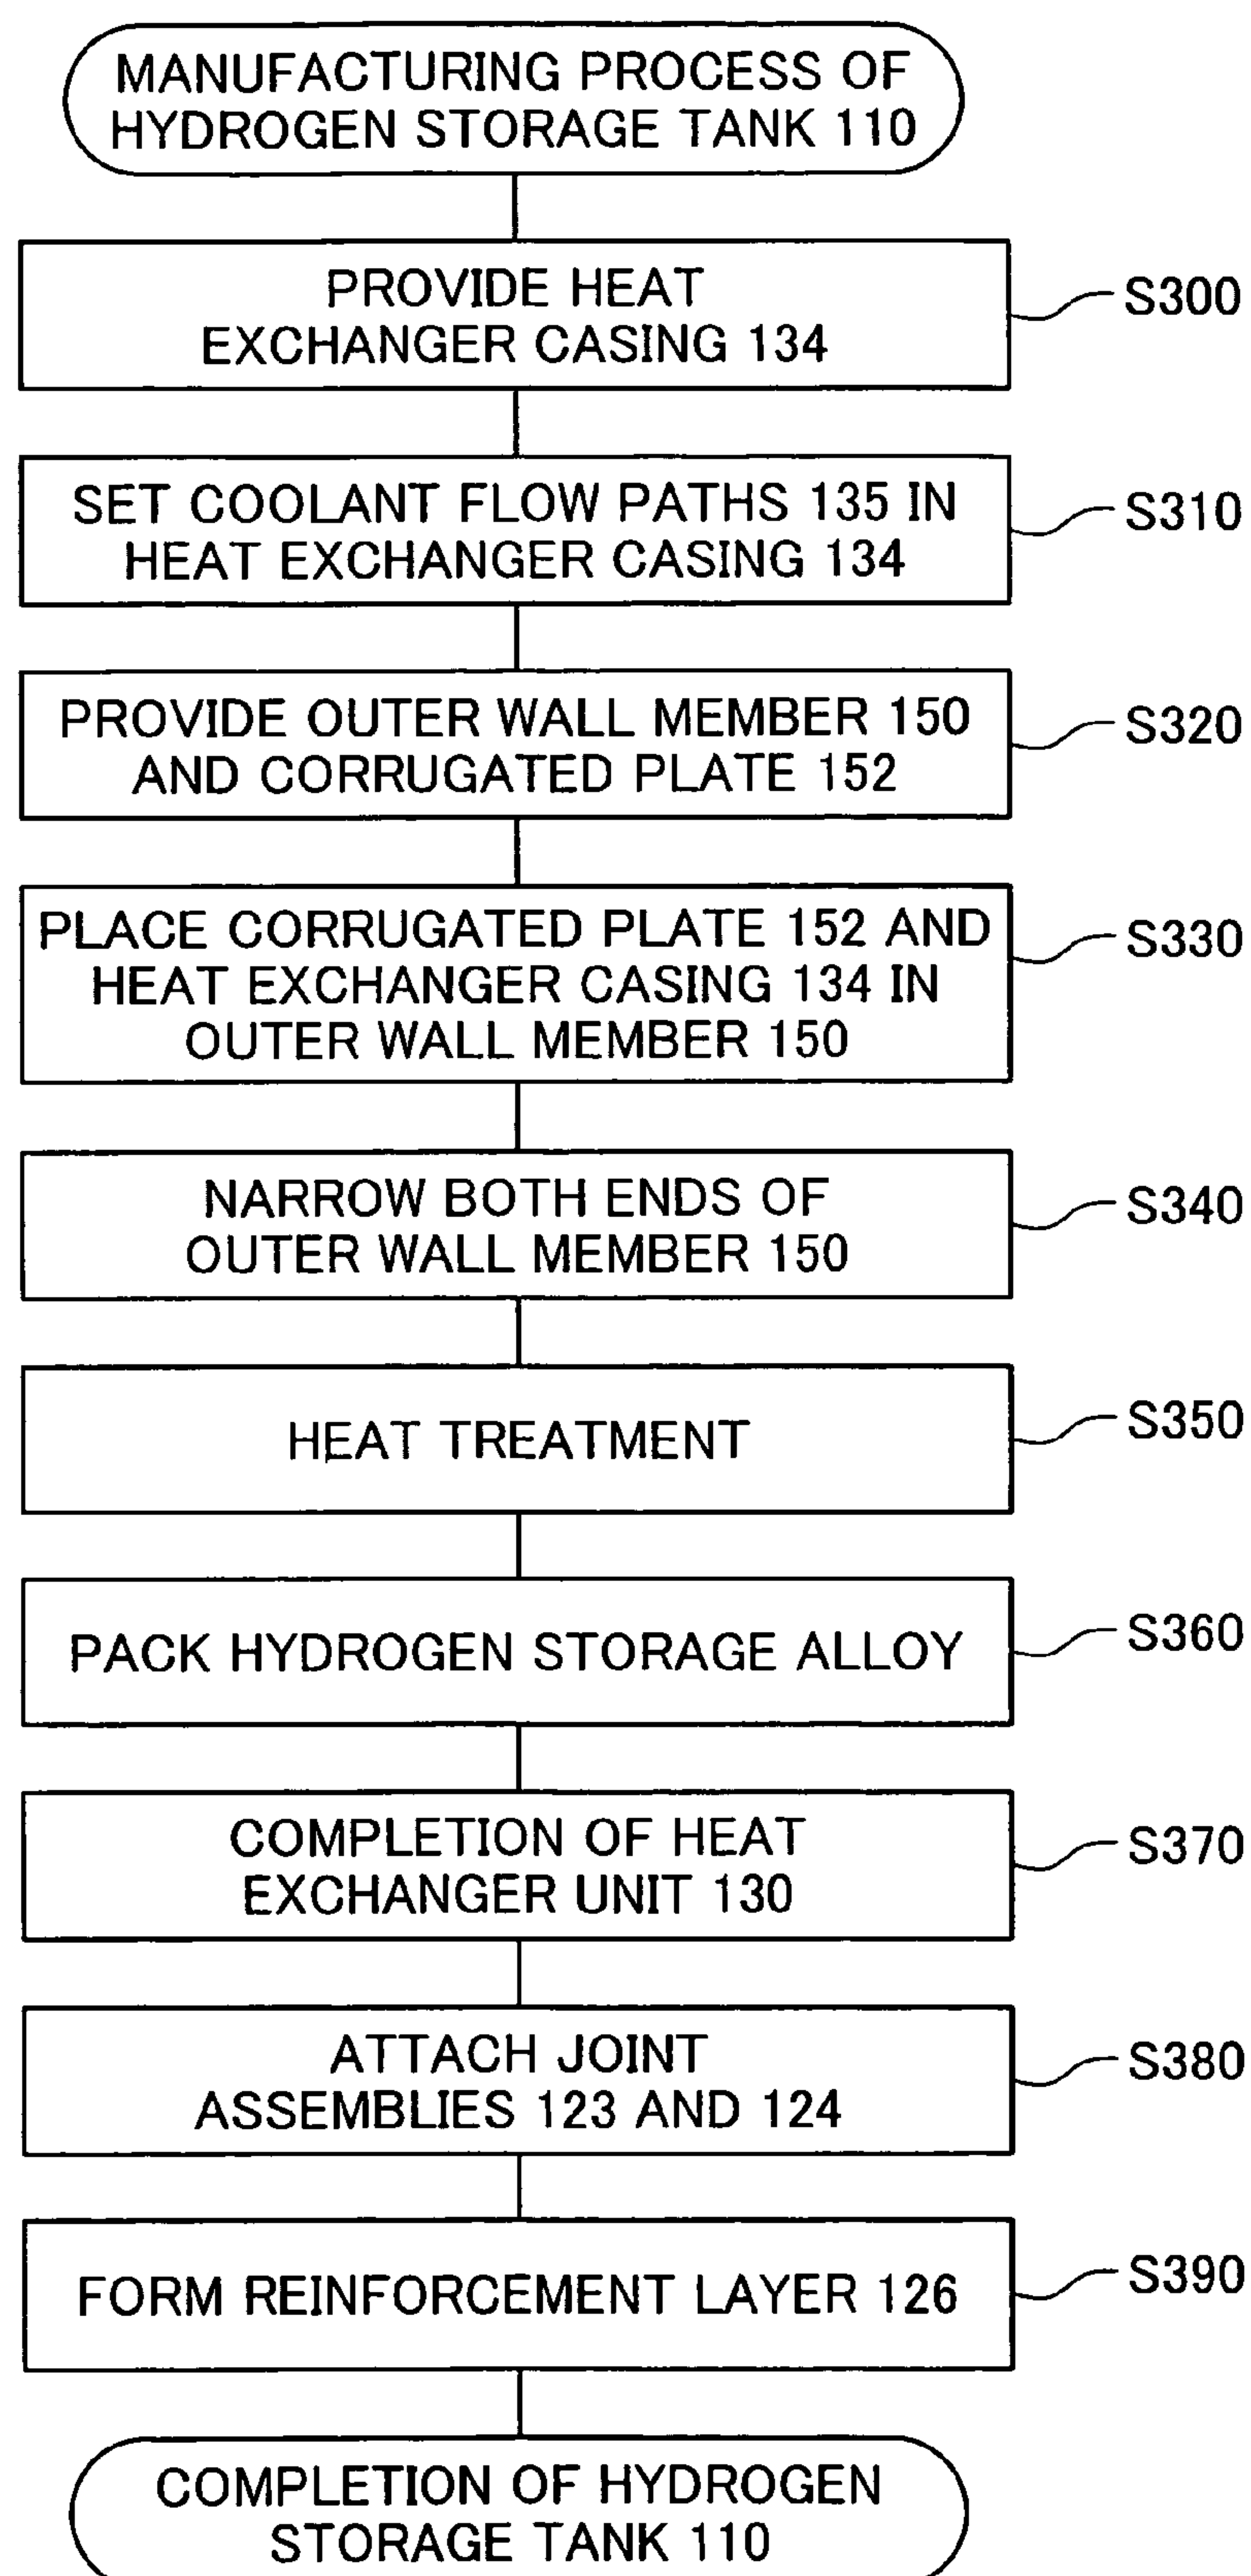 MANUFACTURING PROCESS OF
HYDROGEN STORAGE TANK 110
PROVIDE HEAT
EXCHANGER CASING 134
S300
SET COOLANT FLOW PATHS 135 IN
HEAT EXCHANGER CASING 134
S310
PROVIDE OUTER WALL MEMBER 150
AND CORRUGATED PLATE 152
S320
PLACE CORRUGATED PLATE 152 AND
HEAT EXCHANGER CASING 134 IN
OUTER WALL MEMBER 150
S330
NARROW BOTH ENDS OF
OUTER WALL MEMBER 150
S340
HEAT TREATMENT
S350
PACK HYDROGEN STORAGE ALLOY
S360
COMPLETION OF HEAT
EXCHANGER UNIT 130
S370
ATTACH JOINT
ASSEMBLIES 123 AND 124
S380
FORM REINFORCEMENT LAYER 126
S390
COMPLETION OF HYDROGEN
STORAGE TANK 110